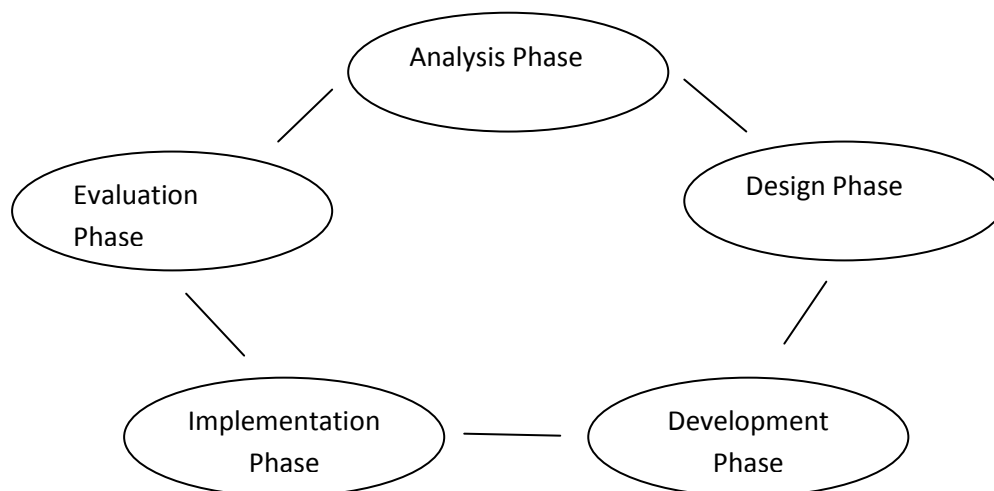 Analysis Phase
Design Phase
Evaluation
Phase
Implementation
Phase
Development
Phase